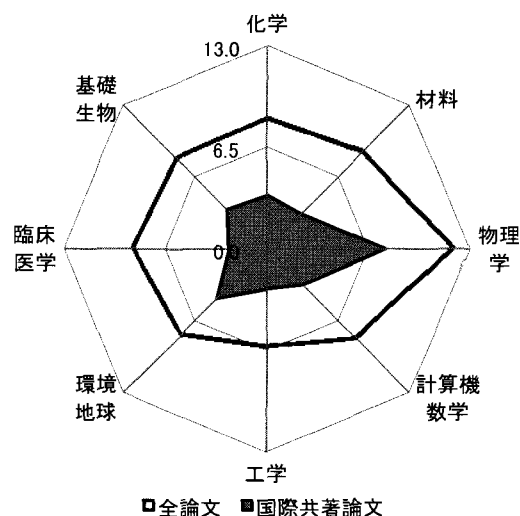 化学
13.0
材料
基礎
生物
6.5
臨床
医学
0.0
物理
学
環境
地球
計算機
数学
工学
全論文 国際共著論文